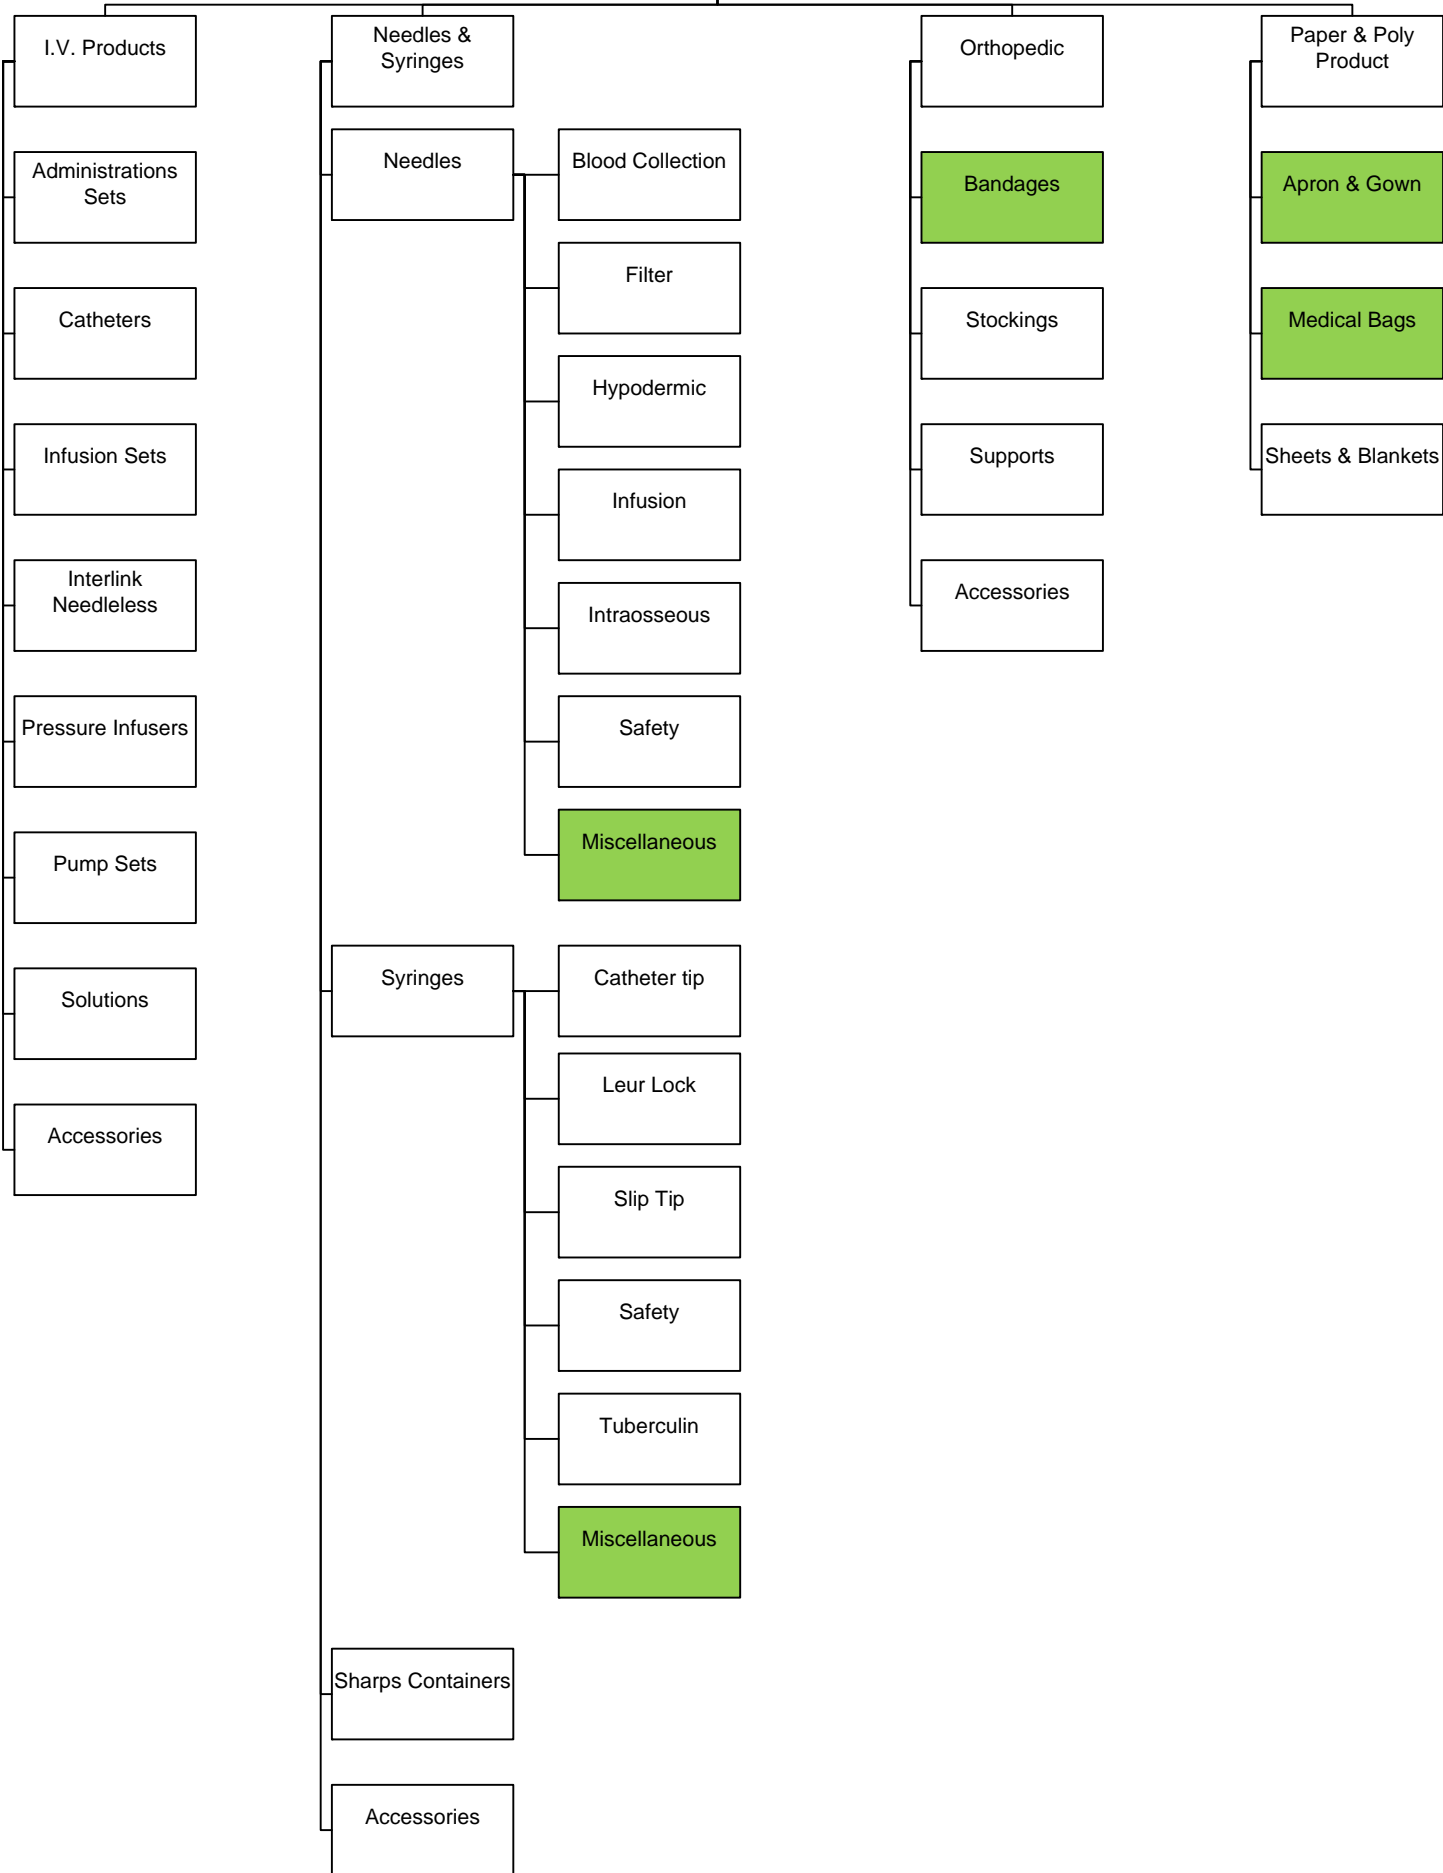 I.V. Products
Administrations
Sets
Catheters
Infusion Sets
Interlink
Needleless
Pressure Infusers
Pump Sets
Solutions
Accessories
Needles &
Syringes
Needles
Blood Collection
Filter
Hypodermic
Infusion
Intraosseous
Safety
Miscellaneous
Syringes
Catheter tip
Leur Lock
Slip Tip
Safety
Tuberculin
Miscellaneous
Sharps Containers
Accessories
Orthopedic
Bandages
Stockings
Supports
Accessories
Paper & Poly
Product
Apron & Gown
Medical Bags
Sheets & Blankets